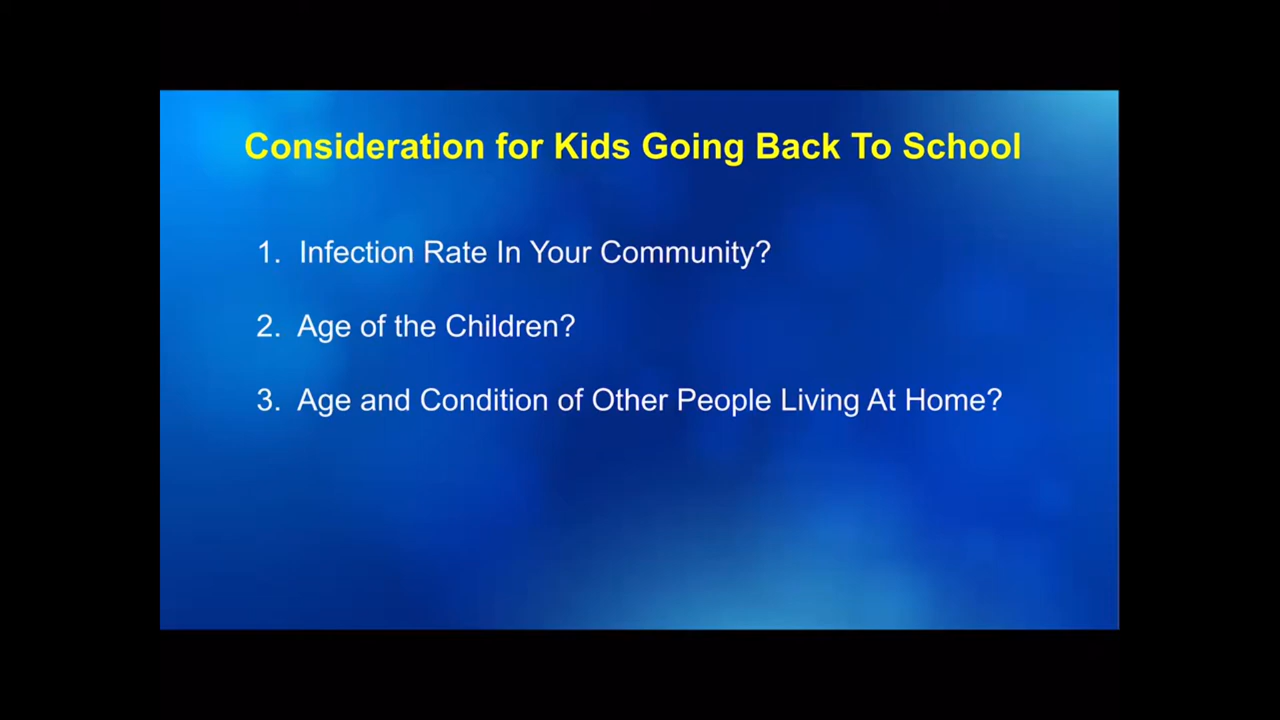 Consideration for Kids Going Back To School
1. Infection Rate In Your Community?
2. Age of the Children?
3. Age and Condition of Other People Living At Home?